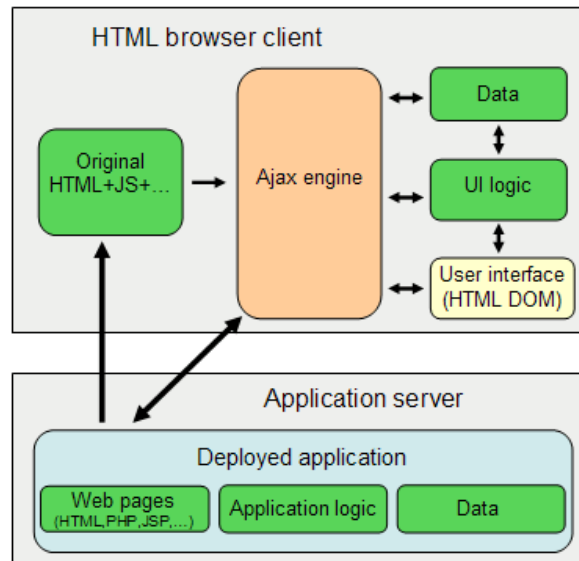 HTML browser client
Original
HTML+JS+...
Ajax engine
Data
UI logic
User interface
(HTML DOM)
Application server
Deployed application
Web pages
(HTML,PHP,JSP,...)
Application logic
Data